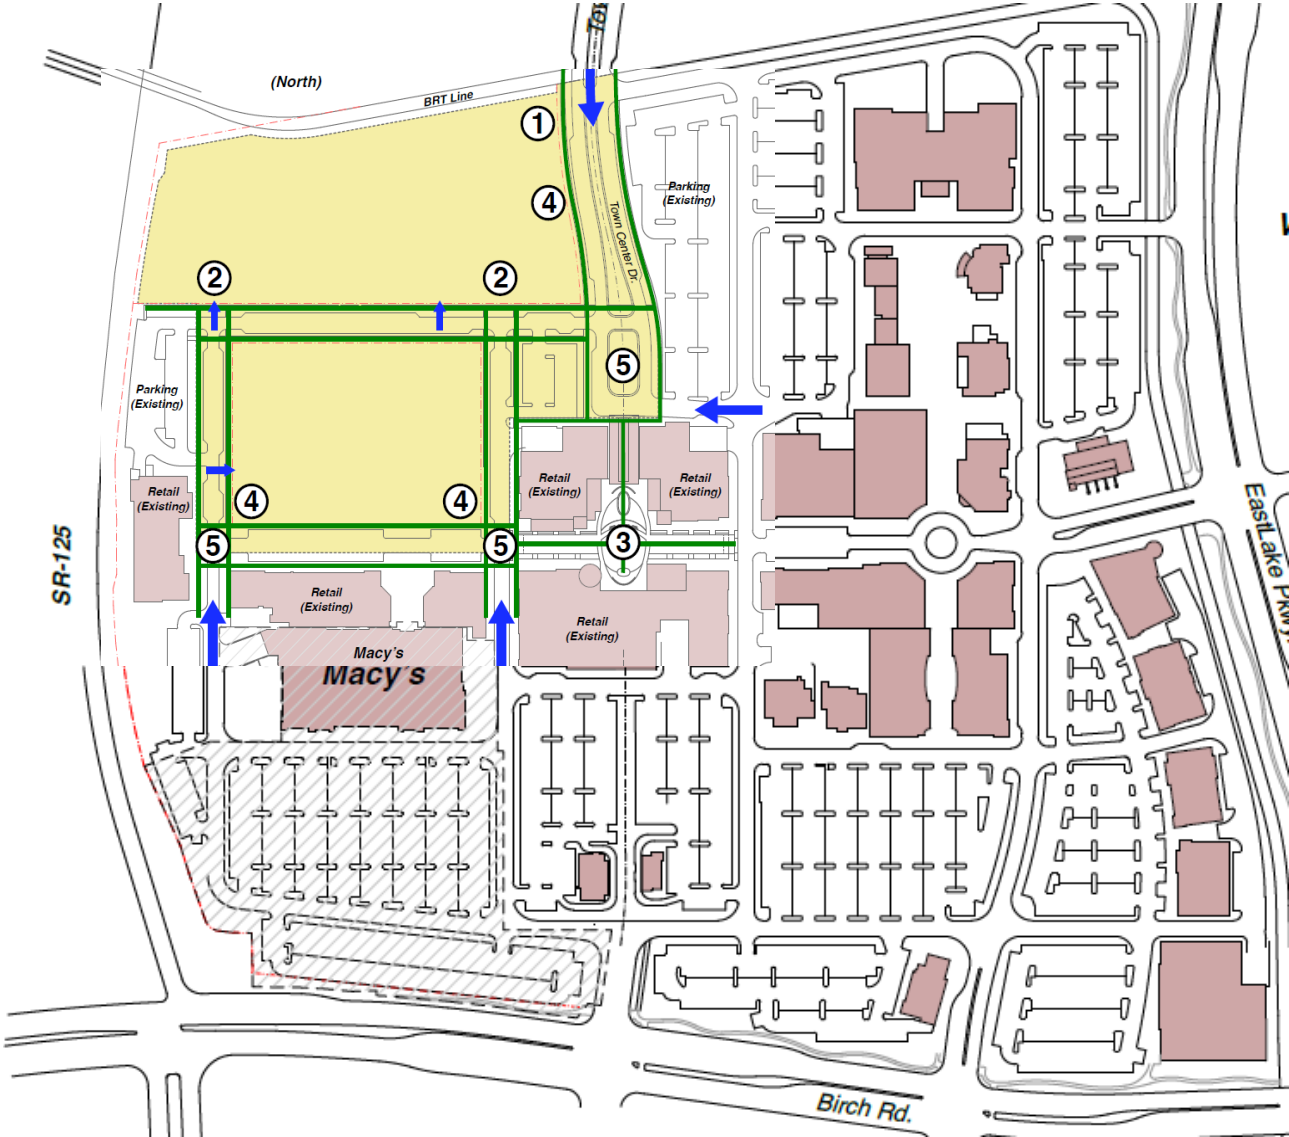 (North)
BRT Line
1
4
Parking
(Existing)
Town Center Dr.
2
2
5
Parking
(Existing)
Retail
(Existing)
Retail
(Existing)
Retail
(Existing)
4
4
5
5
3
SR-125
EastLake Pkwy.
Retail
(Existing)
Retail
(Existing)
Macy's
Macy's
Birch Rd.